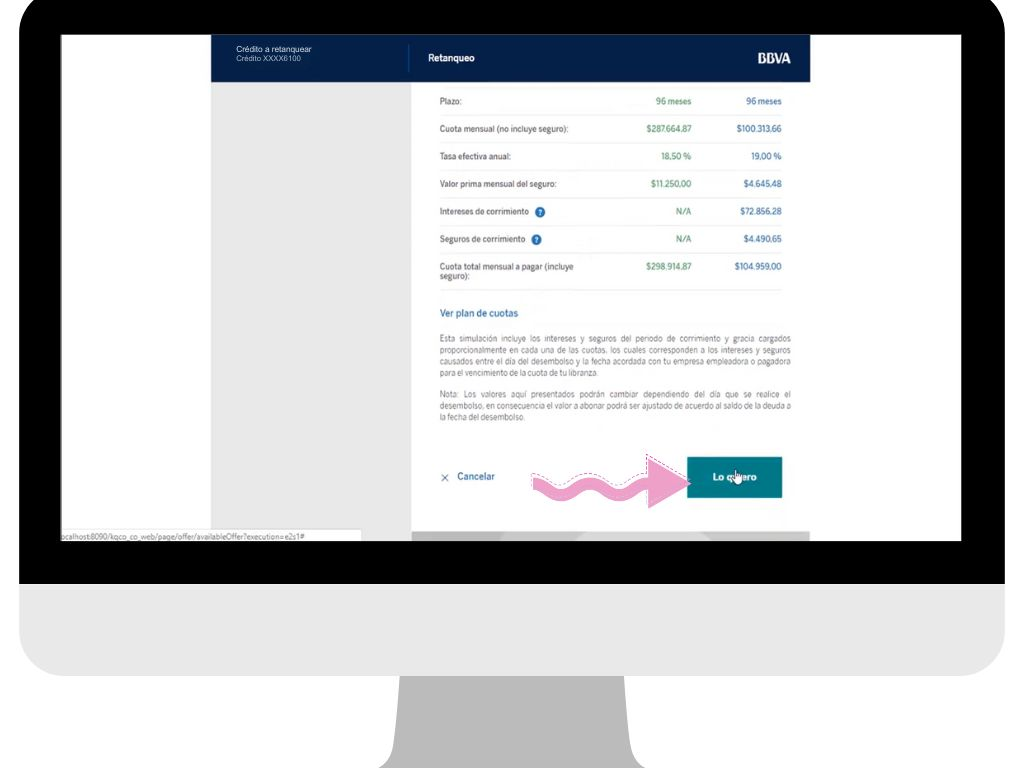 Crédito a retanquear
Crédito XXXX6100
Retanqueo
BBVA
Plazo: 96 meses 96 meses
Cuota mensual (no incluye seguro): $287.664,87 $100.313,66
Tasa efectiva anual: 18,50 % 19,00 %
Valor prima mensual del seguro: $11.250,00 $4.645,48
Intereses de corrimiento ? N/A $72.856,28
Seguros de corrimiento ? N/A $4.490,65
Cuota total mensual a pagar (incluye $298.914,87 $104.959,00
seguro):
Ver plan de cuotas
Esta simulación incluye los intereses y seguros del periodo de corrimiento y gracia cargados
proporcionalmente en cada una de las cuotas, los cuales corresponden a los intereses y seguros
causados entre el día del desembolso y la fecha acordada con tu empresa empleadora o pagadora
para el vencimiento de la cuota de tu libranza.
Nota: Los valores aquí presentados podrán cambiar dependiendo del día que se realice el
desembolso, en consecuencia el valor a abonar podrá ser ajustado de acuerdo al saldo de la deuda a
la fecha del desembolso.
Cancelar
Lo quiero
ocalhost:8090/kqco_co_web/page/offer/availableOffer?execution=e2s1#